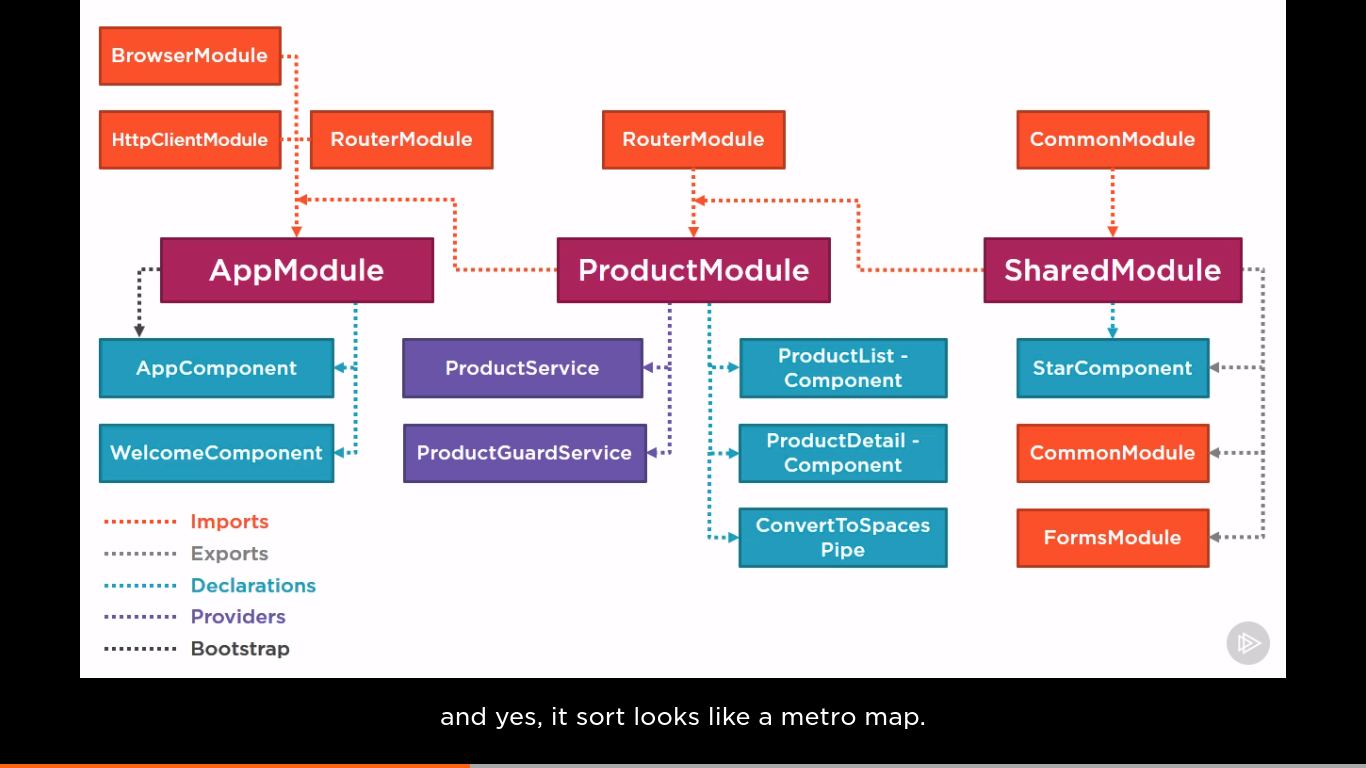 BrowserModule
HttpClientModule
RouterModule
RouterModule
CommonModule
AppModule
ProductModule
SharedModule
AppComponent
ProductService
ProductList -
Component
StarComponent
WelcomeComponent
ProductGuardService
ProductDetail -
Component
CommonModule
ConvertToSpaces
Pipe
FormsModule
Imports
Exports
Declarations
Providers
Bootstrap
and yes, it sort looks like a metro map.